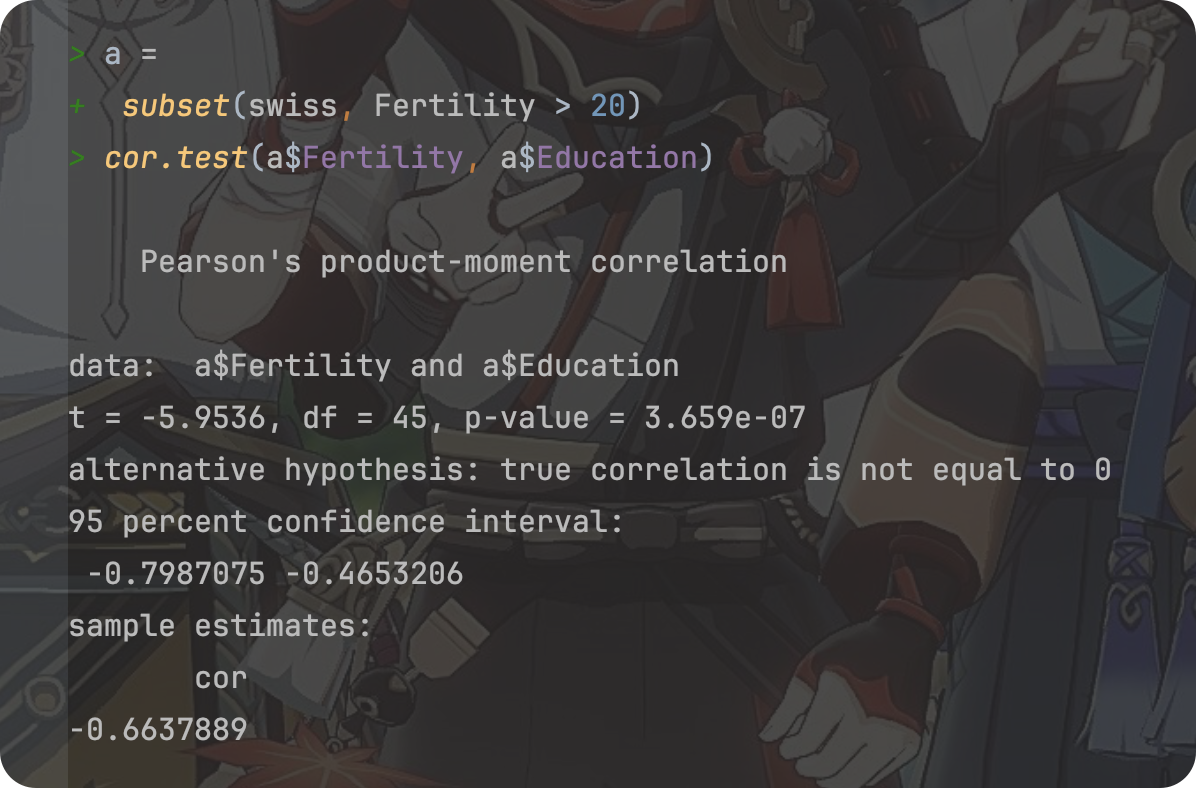 > a =
+  subset(swiss, Fertility > 20)
> cor.test(a$Fertility, a$Education)
    Pearson's product-moment correlation
data:  a$Fertility and a$Education
t = -5.9536, df = 45, p-value = 3.659e-07
alternative hypothesis: true correlation is not equal to 0
95 percent confidence interval:
 -0.7987075 -0.4653206
sample estimates:
       cor
-0.6637889